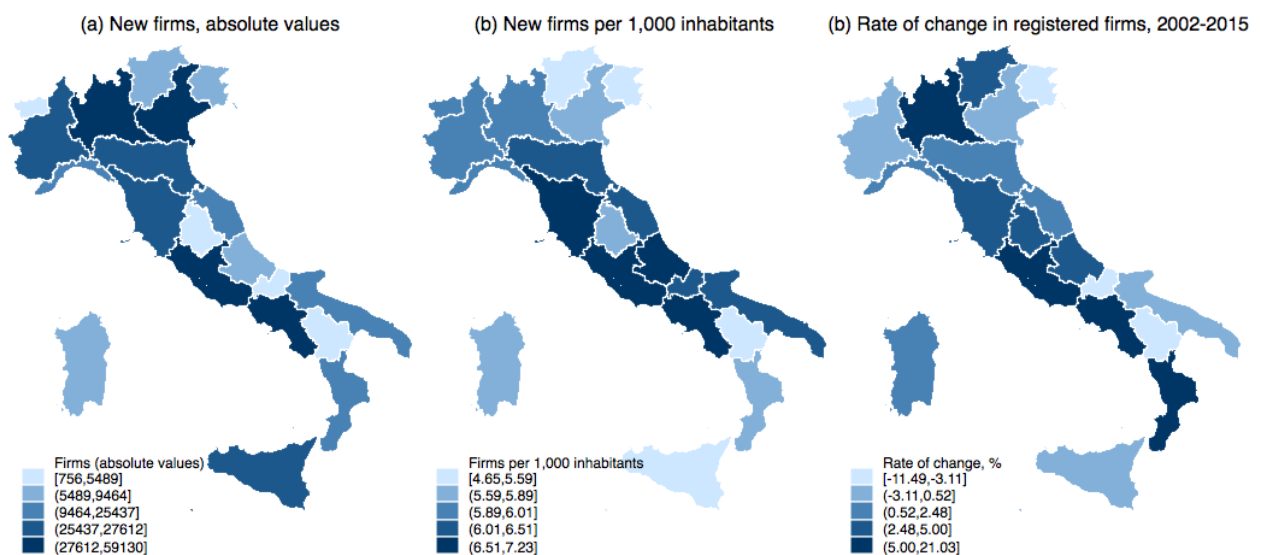 (a) New firms, absolute values
(b) New firms per 1,000 inhabitants
(b) Rate of change in registered firms, 2002-2015
Firms (absolute values)
[756,5489]
(5489,9464]
(9464,25437]
(25437,27612]
(27612,59130]
Firms per 1,000 inhabitants
[4.65,5.59]
(5.59,5.89]
(5.89,6.01]
(6.01,6.51]
(6.51,7.23]
Rate of change, %
[-11.49,-3.11]
(-3.11,0.52]
(0.52,2.48]
(2.48,5.00]
(5.00,21.03]